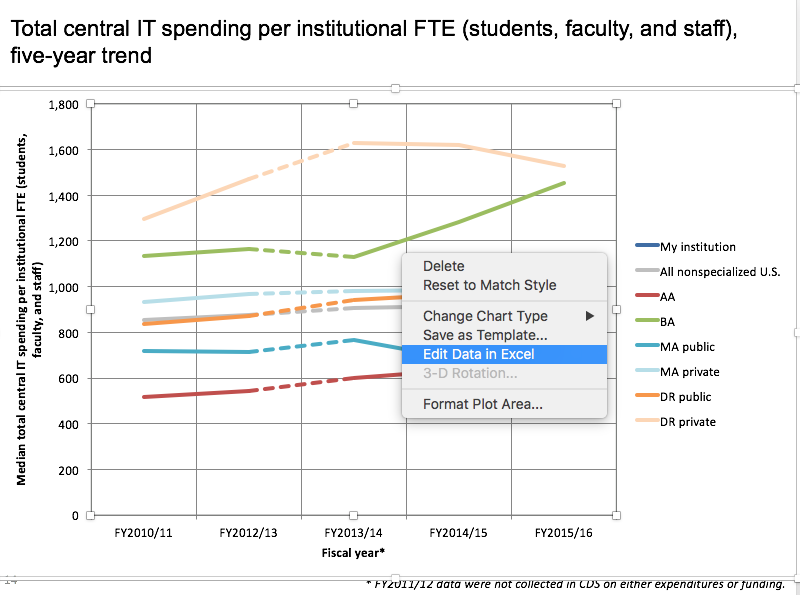 Total central IT spending per institutional FTE (students, faculty, and staff),
five-year trend
1,800
1,600
1,400
1,200
1,000
800
600
400
200
0
Median total central IT spending per institutional FTE (students,
faculty, and staff)
FY2010/11
FY2012/13
FY2013/14
FY2014/15
FY2015/16
Fiscal year*
Delete
Reset to Match Style
Change Chart Type
Save as Template...
Edit Data in Excel
3-D Rotation...
Format Plot Area...
My institution
All nonspecialized U.S.
AA
BA
MA public
MA private
DR public
DR private
14
* FY2011/12 data were not collected in CDS on either expenditures or funding.